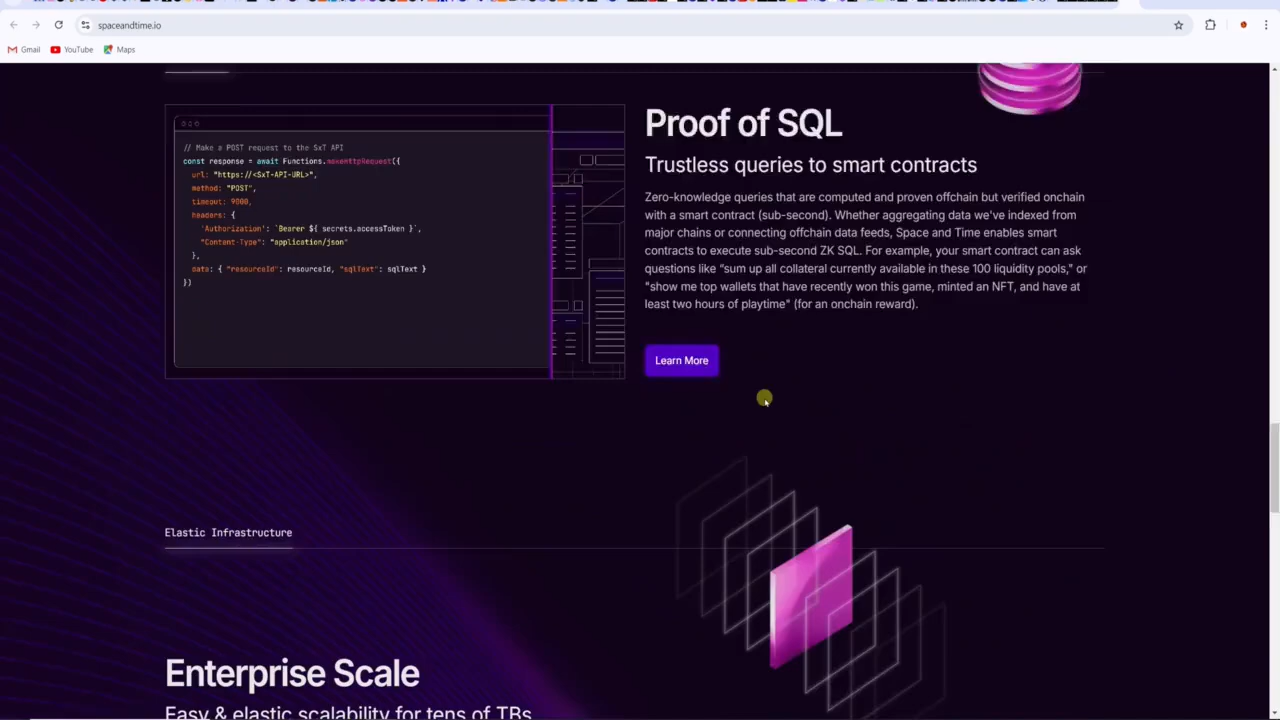 spaceandtime.io
Gmail YouTube Maps
// Make a POST request to the SxT API
const response = await Functions.makeHttpRequest({
url: "https://<SxT-API-URL>",
method: "POST",
timeout: 9000,
headers: {
'Authorization': `Bearer ${ secrets.accessToken }`,
"Content-Type": "application/json"
},
data: { "resourceId": resourceId, "sqlText": sqlText }
})
Proof of SQL
Trustless queries to smart contracts
Zero-knowledge queries that are computed and proven offchain but verified onchain
with a smart contract (sub-second). Whether aggregating data we've indexed from
major chains or connecting offchain data feeds, Space and Time enables smart
contracts to execute sub-second ZK SQL. For example, your smart contract can ask
questions like “sum up all collateral currently available in these 100 liquidity pools,” or
"show me top wallets that have recently won this game, minted an NFT, and have at
least two hours of playtime" (for an onchain reward).
Learn More
Elastic Infrastructure
Enterprise Scale
Easy & elastic scalability for tens of TBs